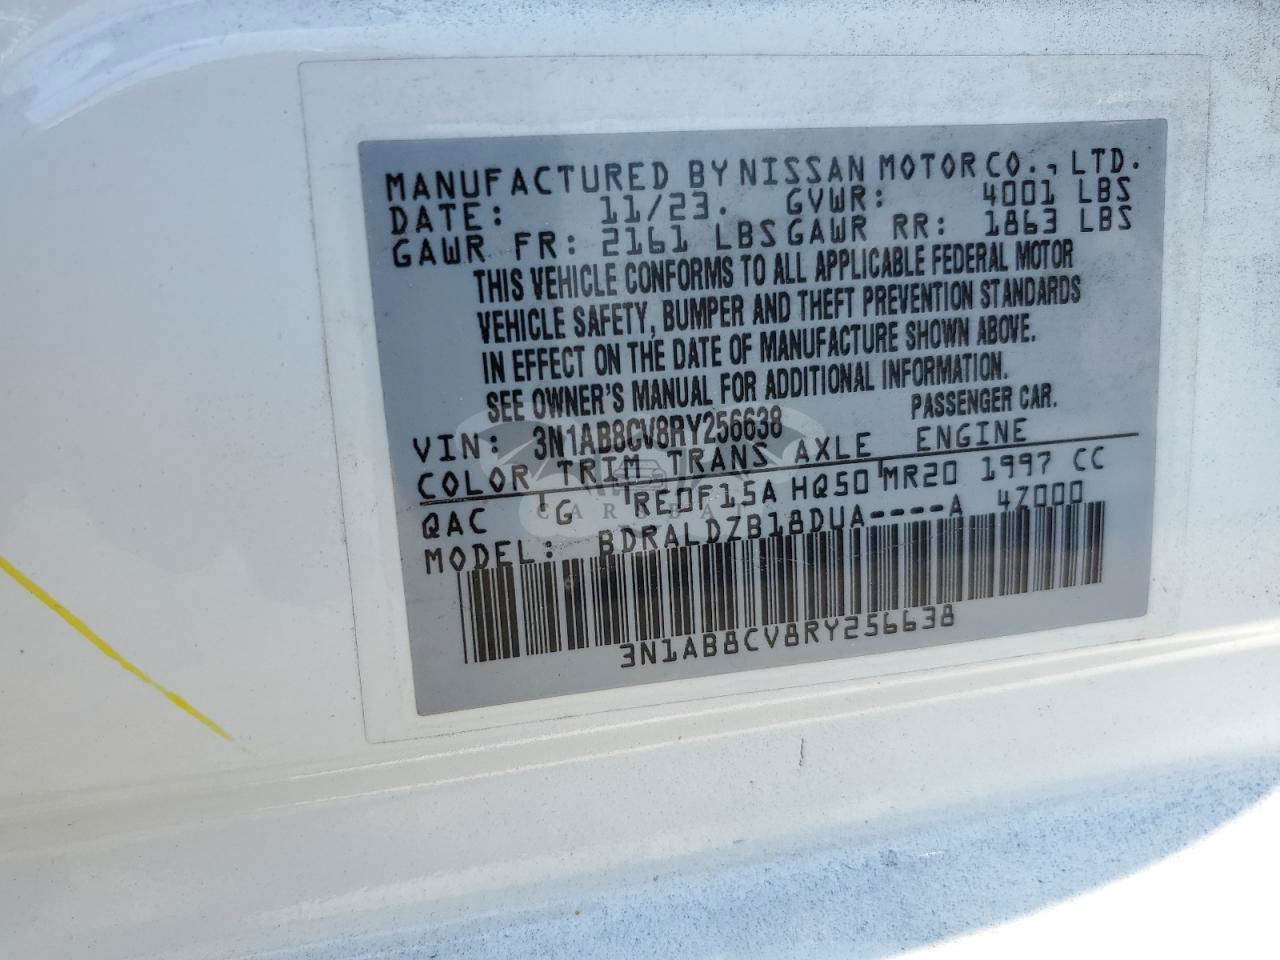 MANUFACTURED BY NISSAN MOTOR CO., LTD.
DATE: 11/23. GVWR: 4001 LBS
GAWR FR: 2161 LBS GAWR RR: 1863 LBS
THIS VEHICLE CONFORMS TO ALL APPLICABLE FEDERAL MOTOR
VEHICLE SAFETY, BUMPER AND THEFT PREVENTION STANDARDS
IN EFFECT ON THE DATE OF MANUFACTURE SHOWN ABOVE.
SEE OWNER'S MANUAL FOR ADDITIONAL INFORMATION.
PASSENGER CAR.
VIN: 3N1AB8CV8RY256638
COLOR TRIM TRANS AXLE ENGINE
QAC G RE0F15A HQ50 MR20 1997 CC
MODEL: BDRALDZB18DUA----A 4Z000
3N1AB8CV8RY256638